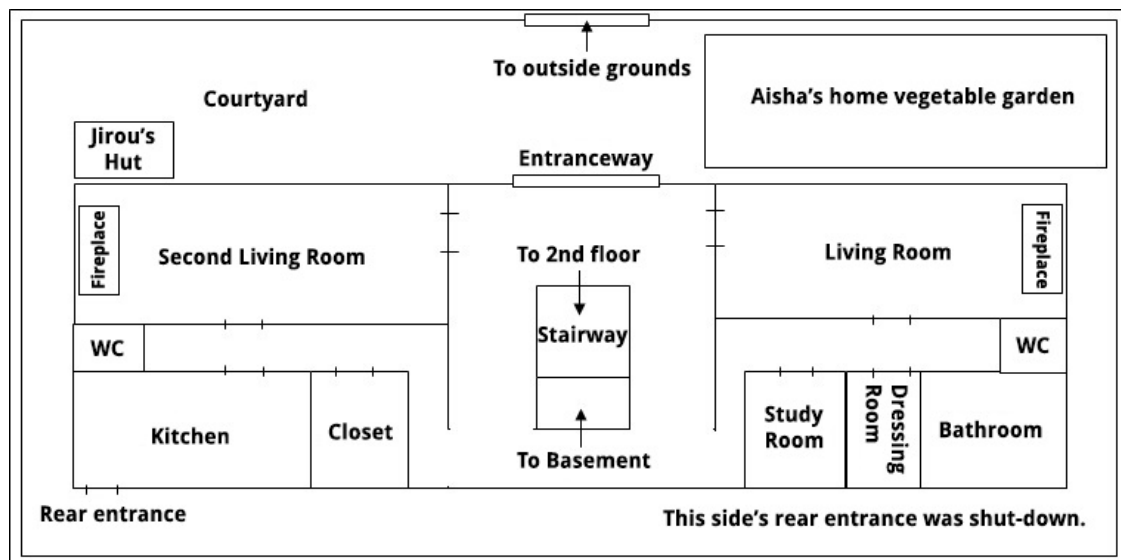 To outside grounds
Courtyard
Aisha's home vegetable garden
Jirou's
Hut
Entranceway
Fireplace
Second Living Room
To 2nd floor
Living Room
Fireplace
Stairway
WC
WC
Kitchen
Closet
To Basement
Study
Room
Dressing
Room
Bathroom
Rear entrance
This side's rear entrance was shut-down.